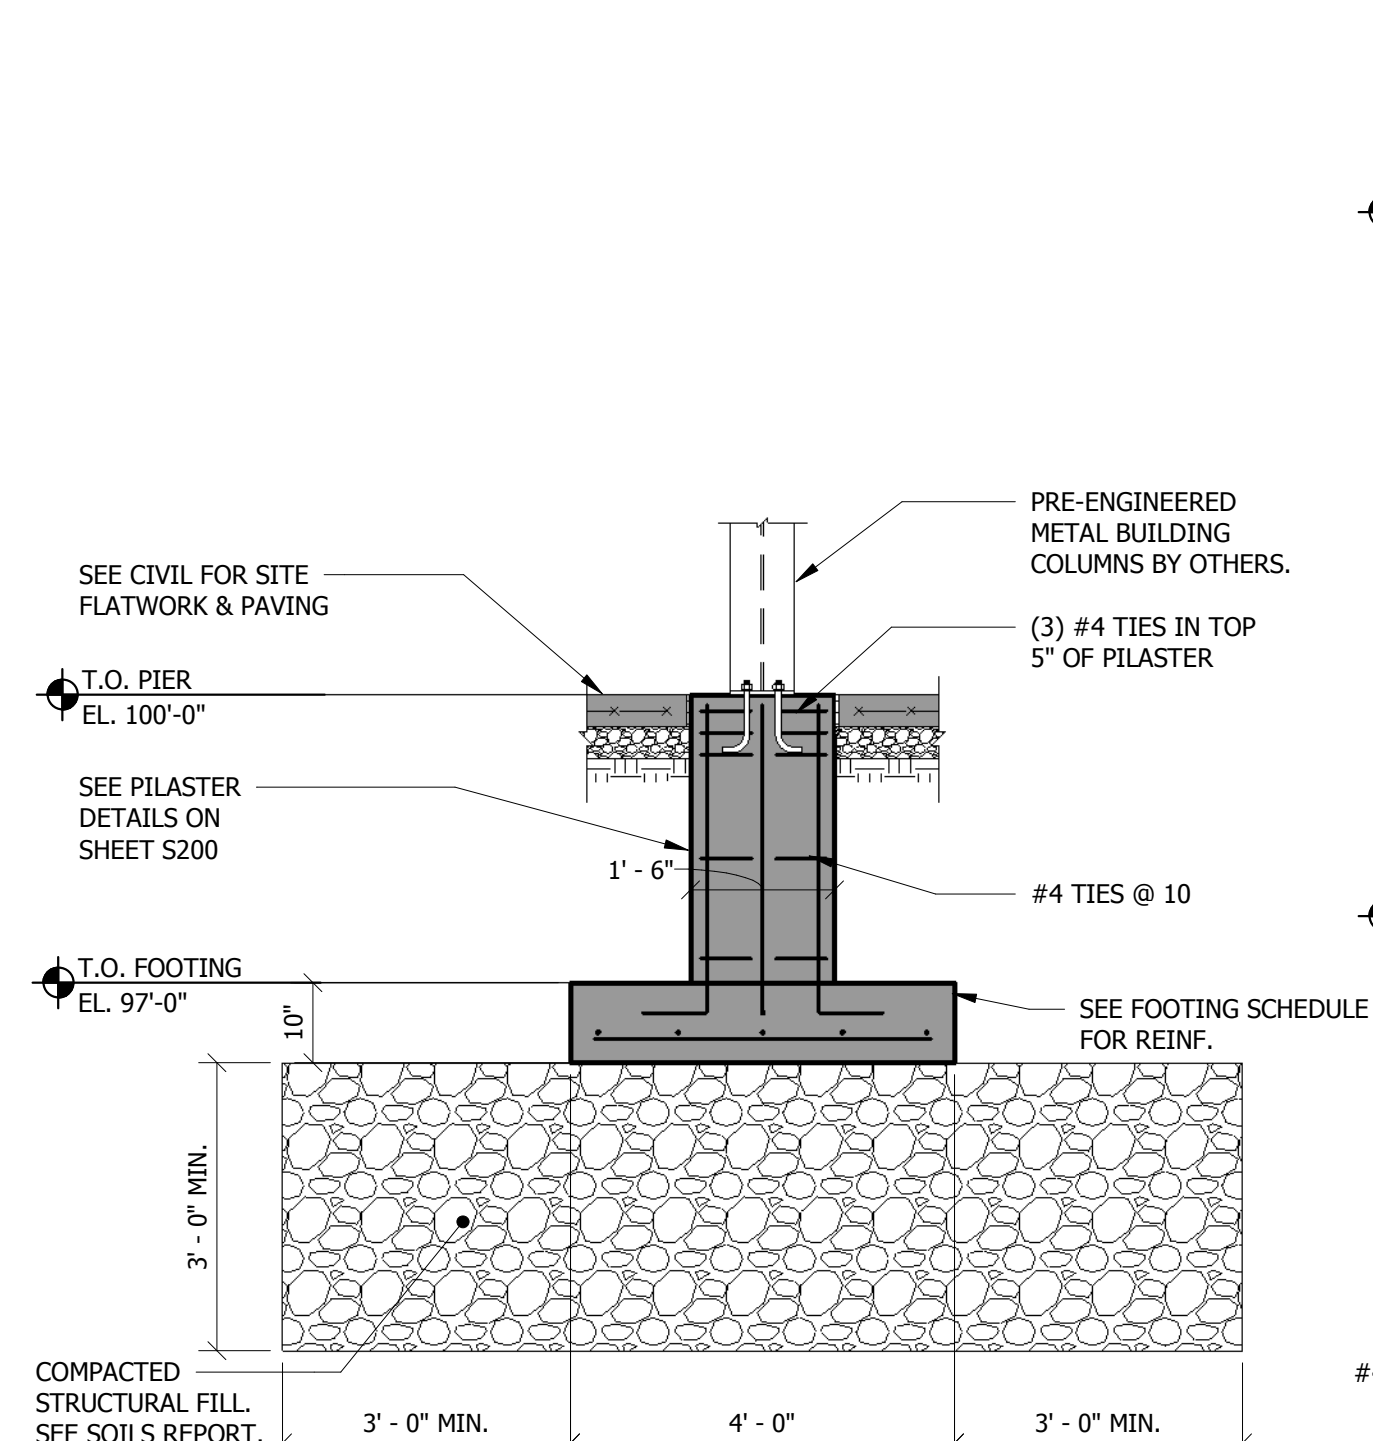 PRE-ENGINEERED
METAL BUILDING
COLUMNS BY OTHERS.
SEE CIVIL FOR SITE
FLATWORK & PAVING
(3) #4 TIES IN TOP
5" OF PILASTER
T.O. PIER
EL. 100'-0"
SEE PILASTER
DETAILS ON
SHEET S200
1' - 6"
#4 TIES @ 10
T.O. FOOTING
EL. 97'-0"
10"
SEE FOOTING SCHEDULE
FOR REINF.
3' - 0" MIN.
COMPACTED
STRUCTURAL FILL.
SEE SOILS REPORT.
3' - 0" MIN.
4' - 0"
3' - 0" MIN.